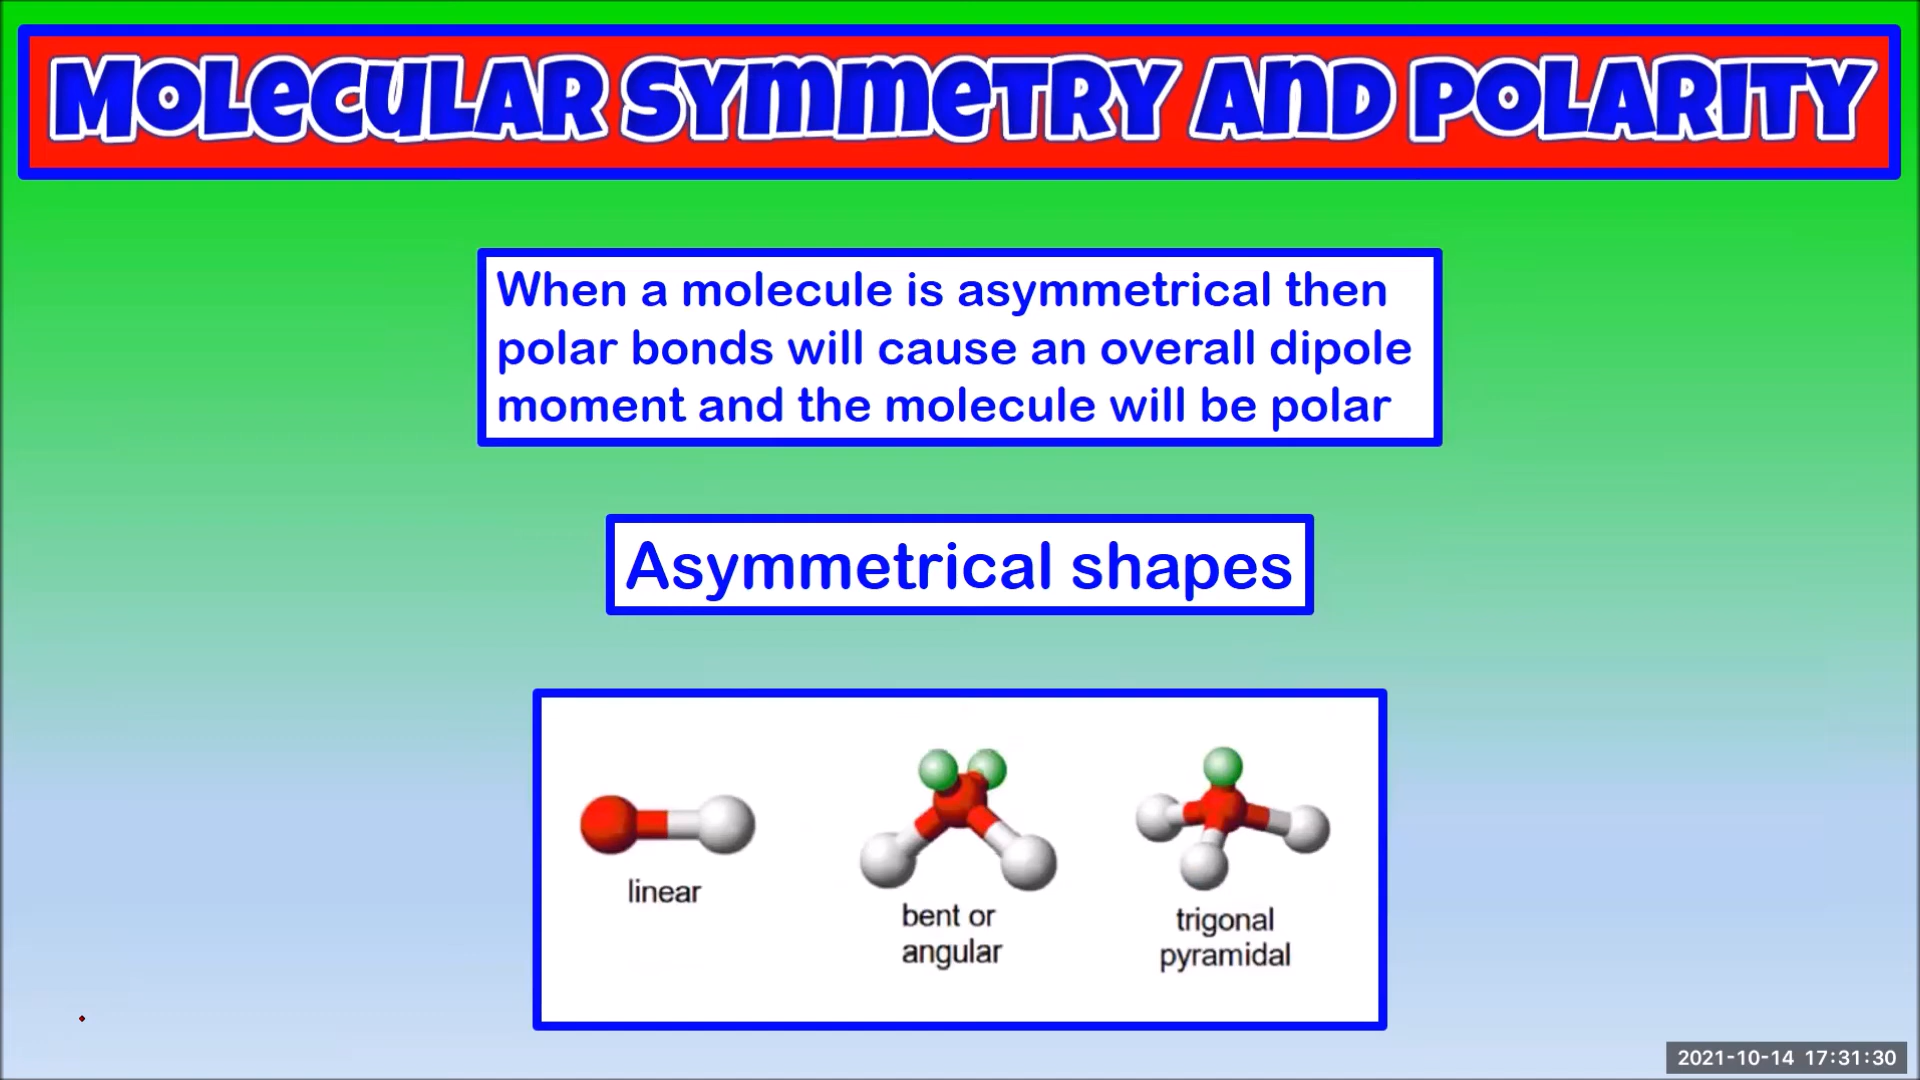 MOLECULAR SYMMETRY AND POLARITY
When a molecule is asymmetrical then
polar bonds will cause an overall dipole
moment and the molecule will be polar
Asymmetrical shapes
linear
bent or
angular
trigonal
pyramidal
2021-10-14 17:31:30